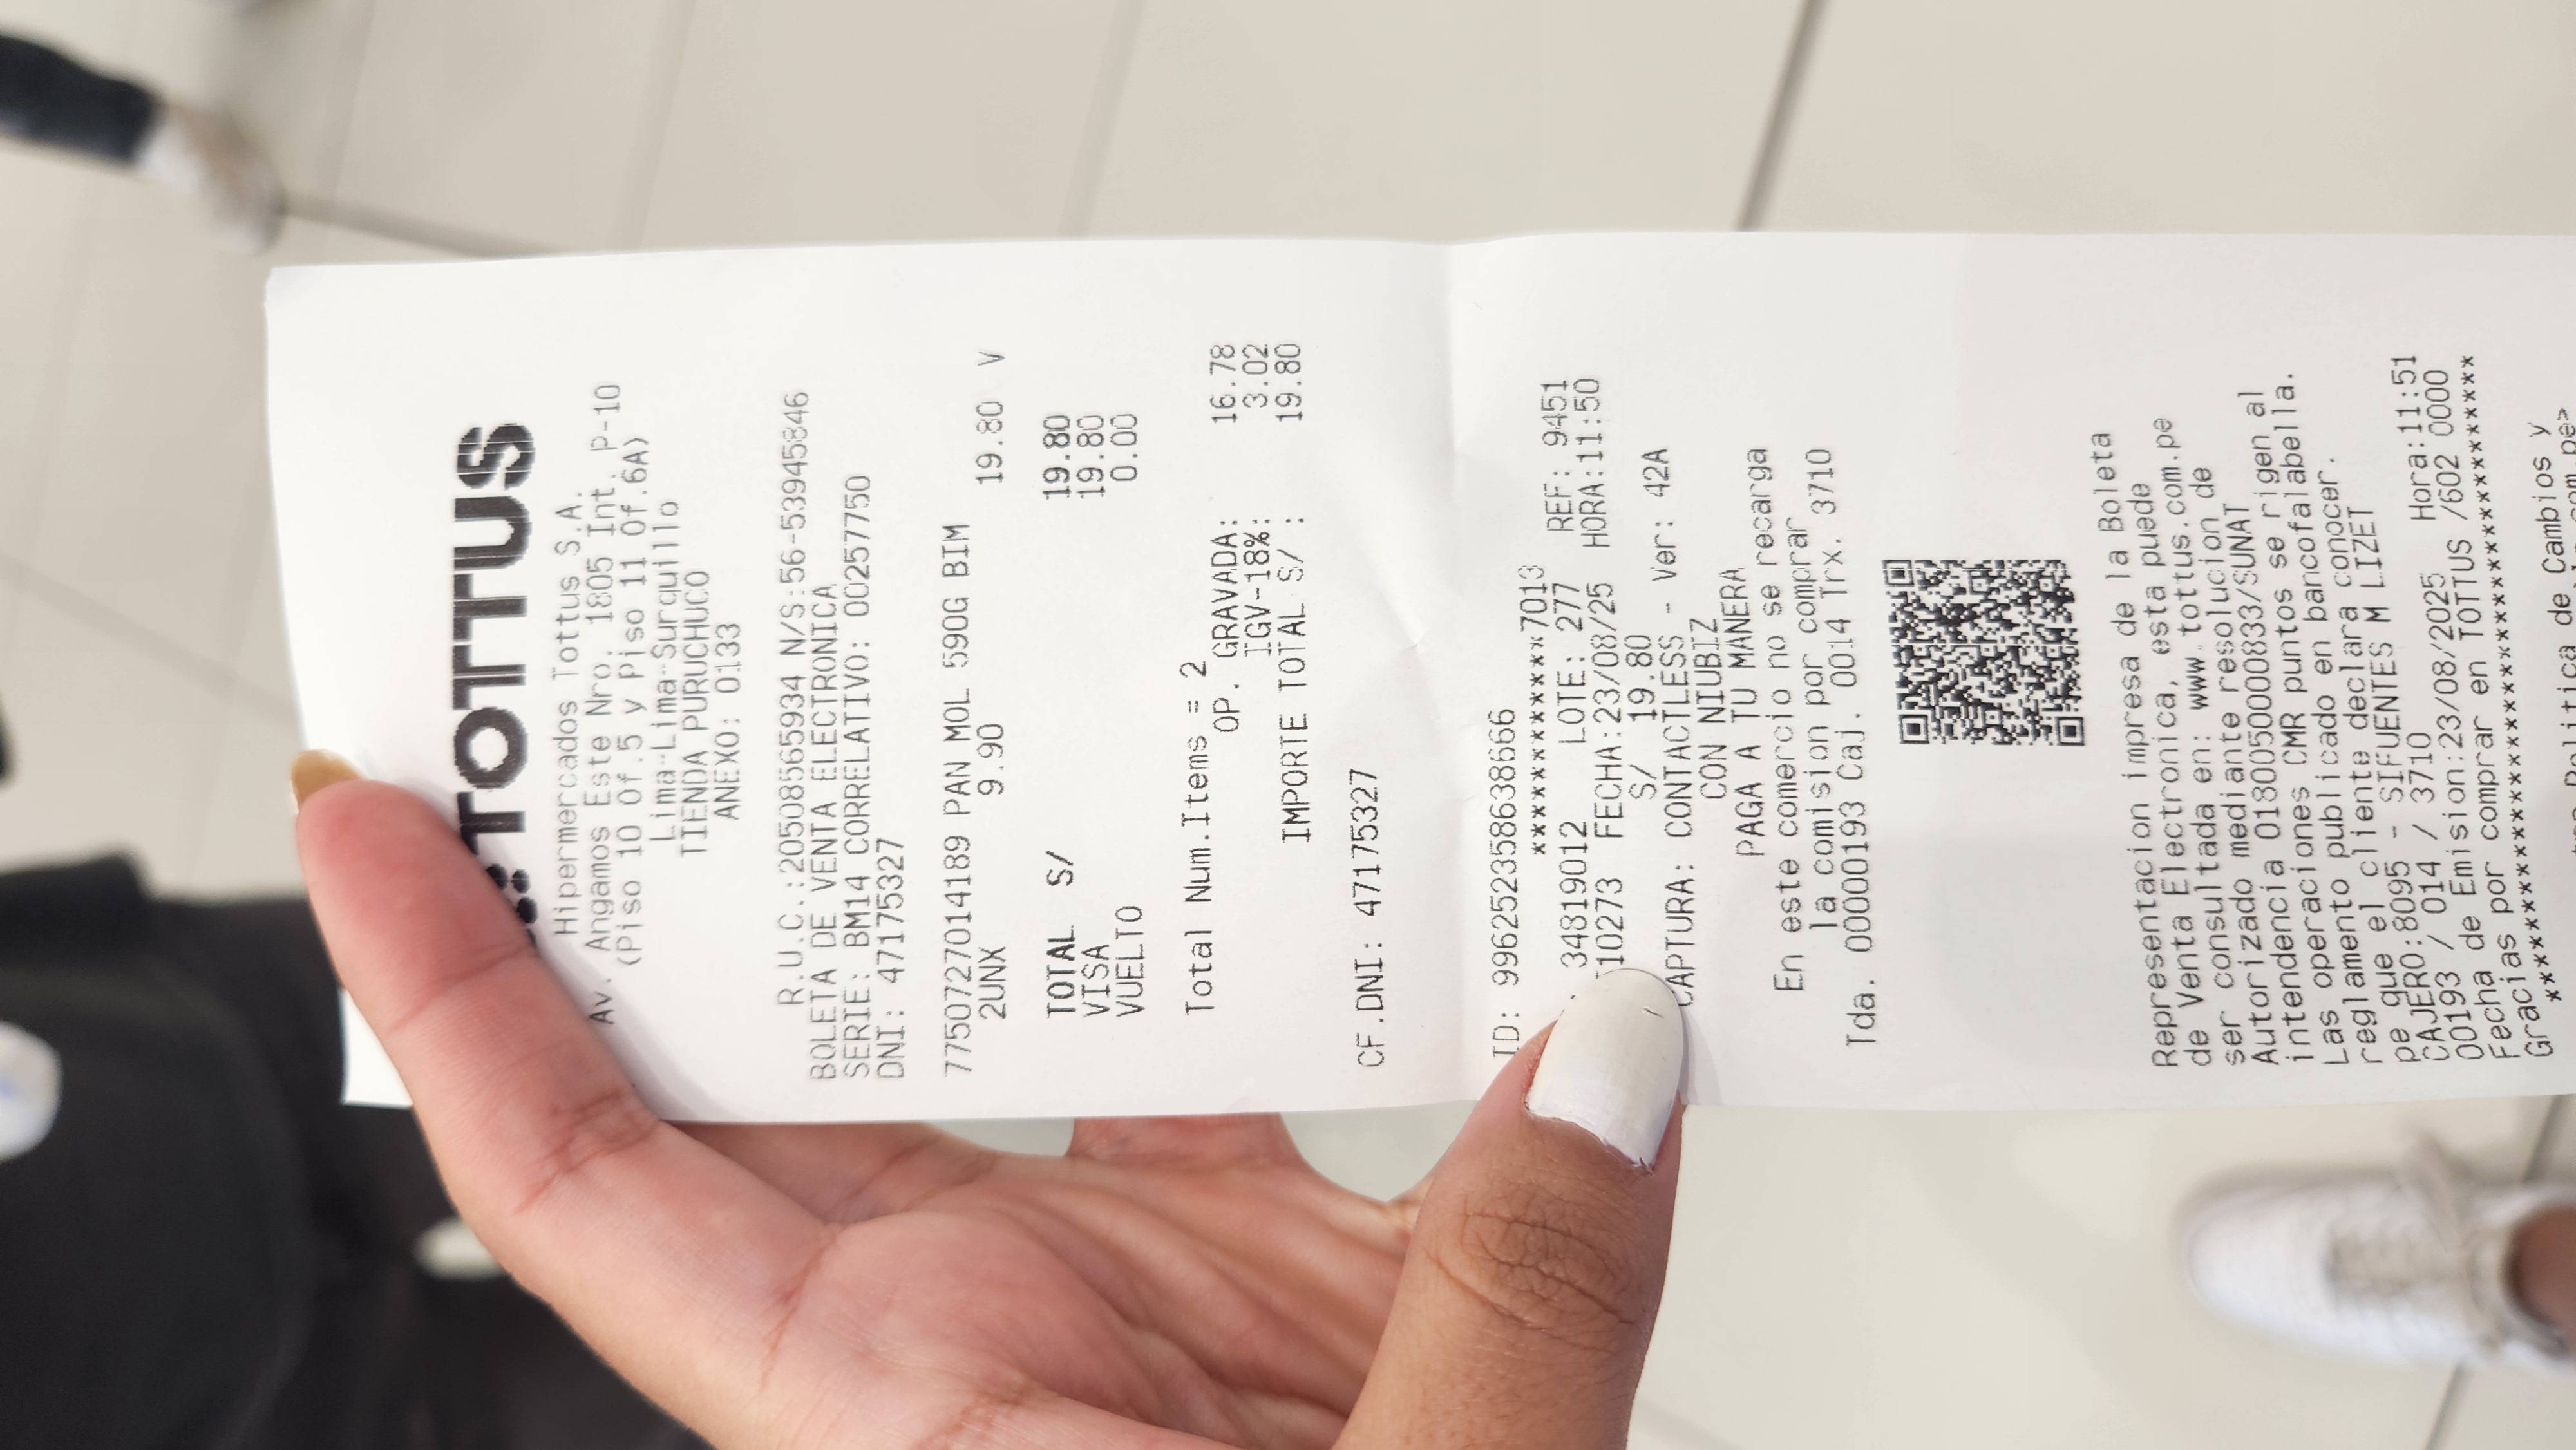 TOTTUS
Hipermercados Tottus S.A.
Av. Angamos Este Nro. 1805 Int. P-10
(Piso 10 Of.5 y Piso 11 Of.6A)
Lima-Lima-Surquillo
TIENDA PURUCHUCO
ANEXO: 0133
R.U.C.:20508565934 N/S:56-53945846
BOLETA DE VENTA ELECTRONICA
SERIE: BM14 CORRELATIVO: 00257750
DNI: 47175327
7750727014189 PAN MOL 590G BIM
2UNX 9.90 19.80 V
TOTAL S/ 19.80
VISA 19.80
VUELTO 0.00
Total Num.Items = 2
OP. GRAVADA: 16.78
IGV-18%: 3.02
IMPORTE TOTAL S/ : 19.80
CF.DNI: 47175327
ID: 996252358638666
************7013
34819012 LOTE: 277 REF: 9451
10273 FECHA:23/08/25 HORA:11:50
S/ 19.80
CAPTURA: CONTACTLESS - Ver: 42A
CON NIUBIZ
PAGA A TU MANERA
En este comercio no se recarga
la comision por comprar
Tda. 00000193 Caj. 0014 Trx. 3710
Representacion impresa de la Boleta
de Venta Electronica, esta puede
ser consultada en: www.tottus.com.pe
Autorizado mediante resolucion de
intendencia 0180050000833/SUNAT
Las operaciones CMR puntos se rigen al
reglamento publicado en bancofalabella.
pe que el cliente declara conocer.
CAJERO:8095 - SIFUENTES M LIZET
00193 / 014 / 3710
Fecha de Emision:23/08/2025 Hora:11:51
Gracias por comprar en TOTTUS /602 0000
**************************************
Politica de Cambios y
com.pe>